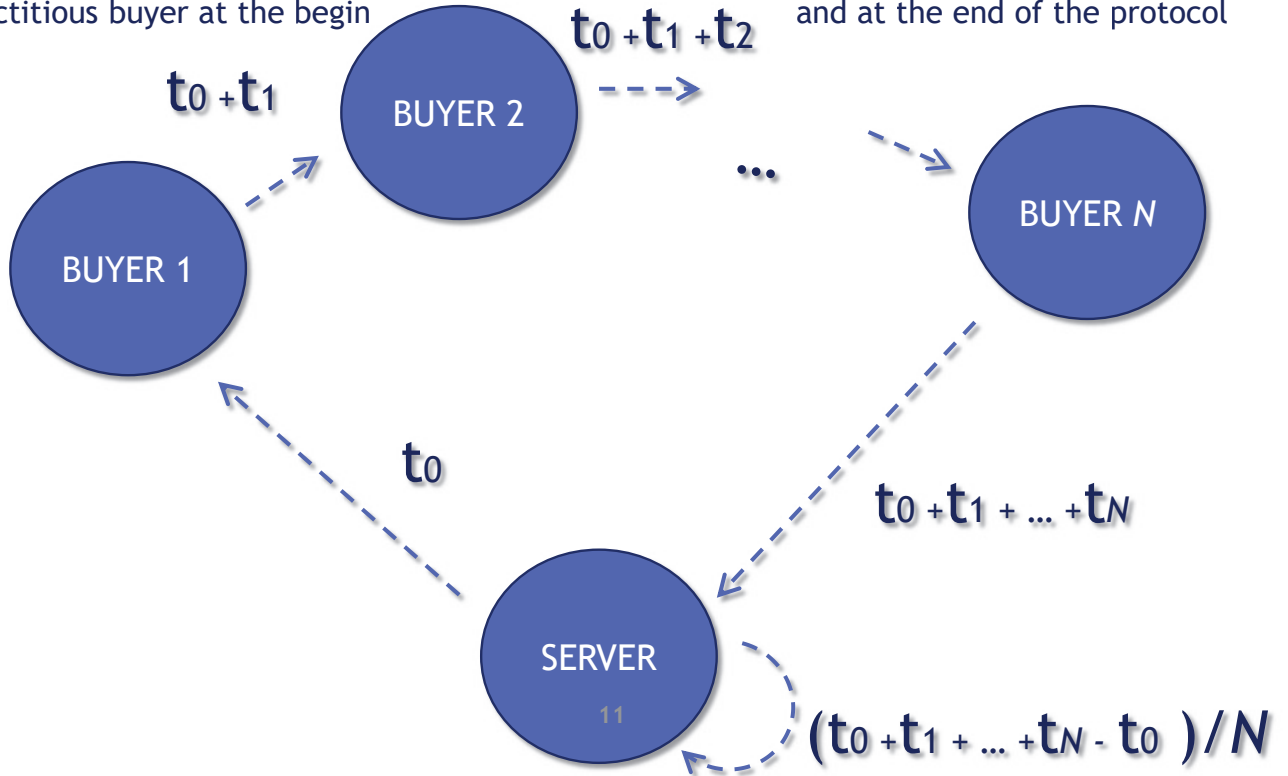 ctitious buyer at the begin and at the end of the protocol
t0 +t1 +t2
t0 +t1
BUYER 2
...
BUYER N
BUYER 1
t0
t0 +t1 + ... +tN
SERVER
11
(t0 +t1 + ... +tN - t0 )/N